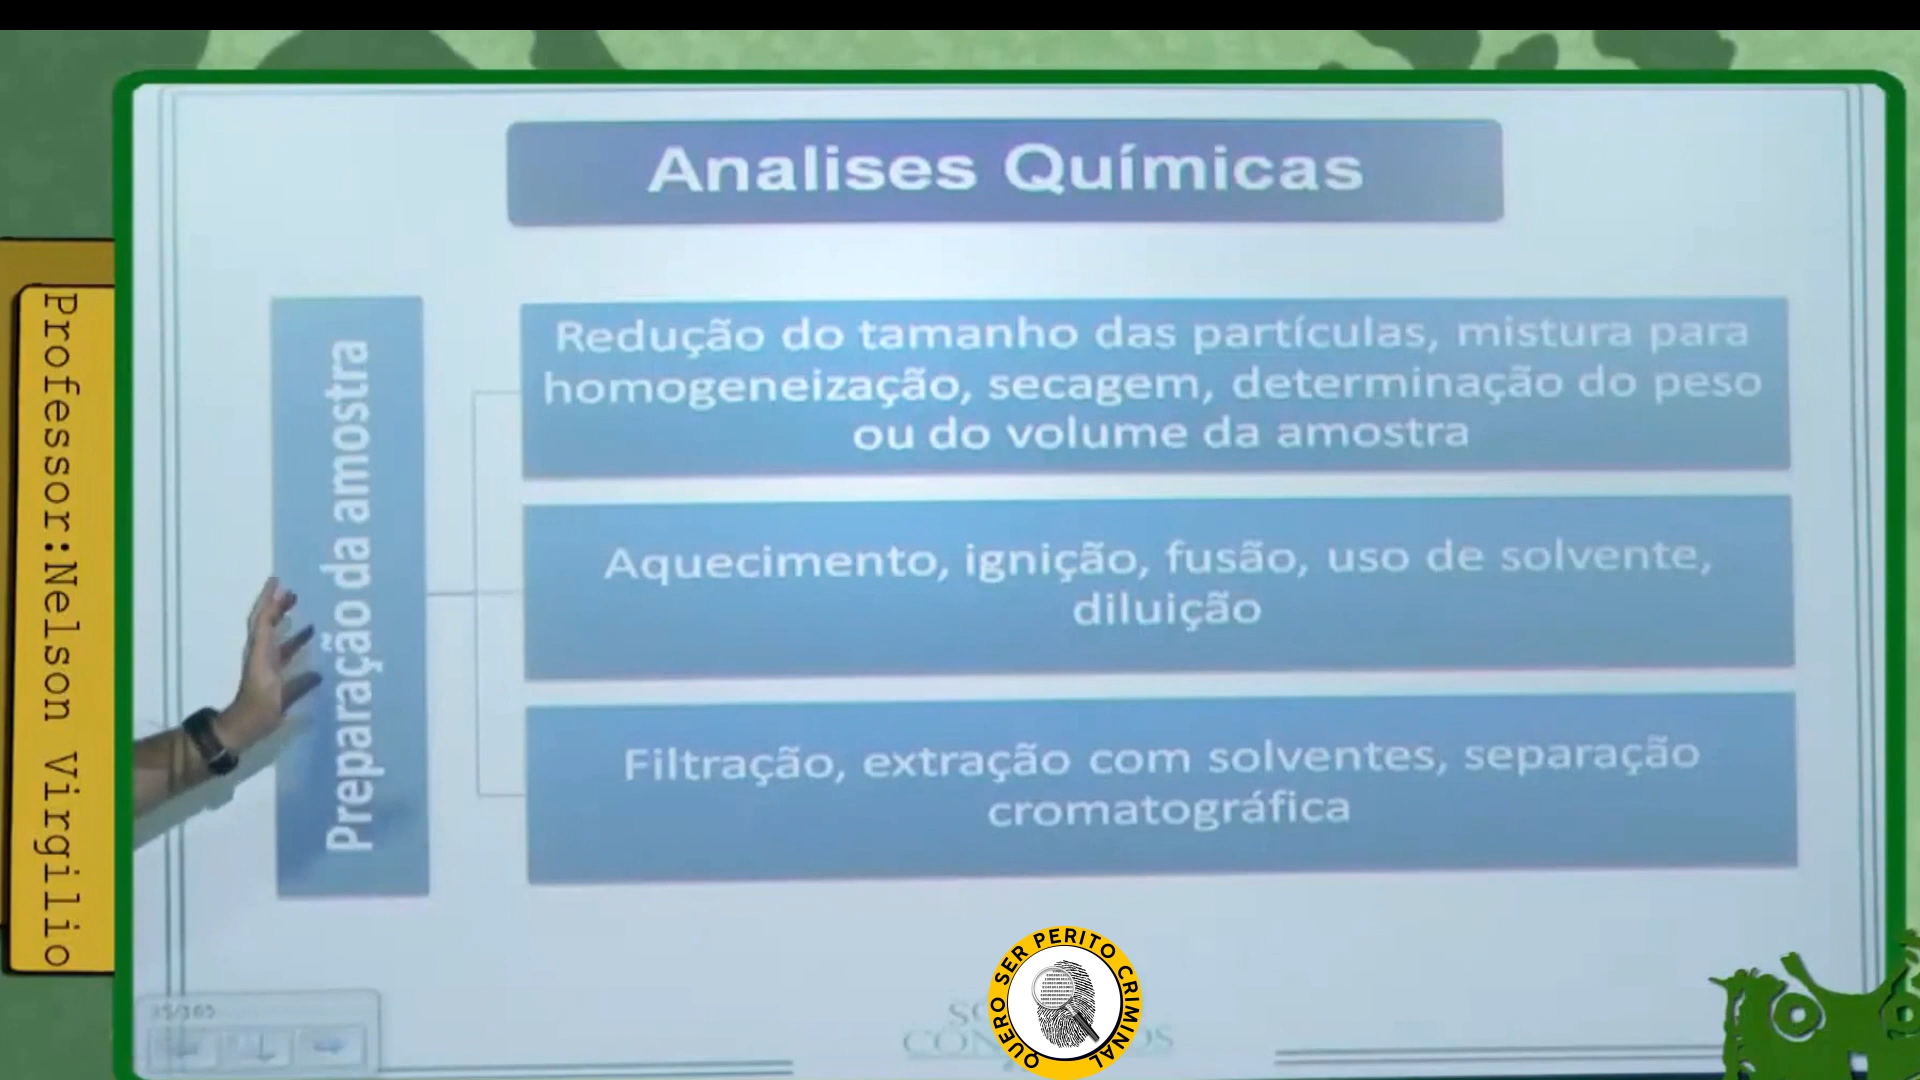 Analises Químicas
Professor:Nelson Virgilio
Preparação da amostra
Redução do tamanho das partículas, mistura para
homogeneização, secagem, determinação do peso
ou do volume da amostra
Aquecimento, ignição, fusão, uso de solvente,
diluição
Filtração, extração com solventes, separação
cromatográfica
35/165
QUERO SER PERITO CRIMINAL